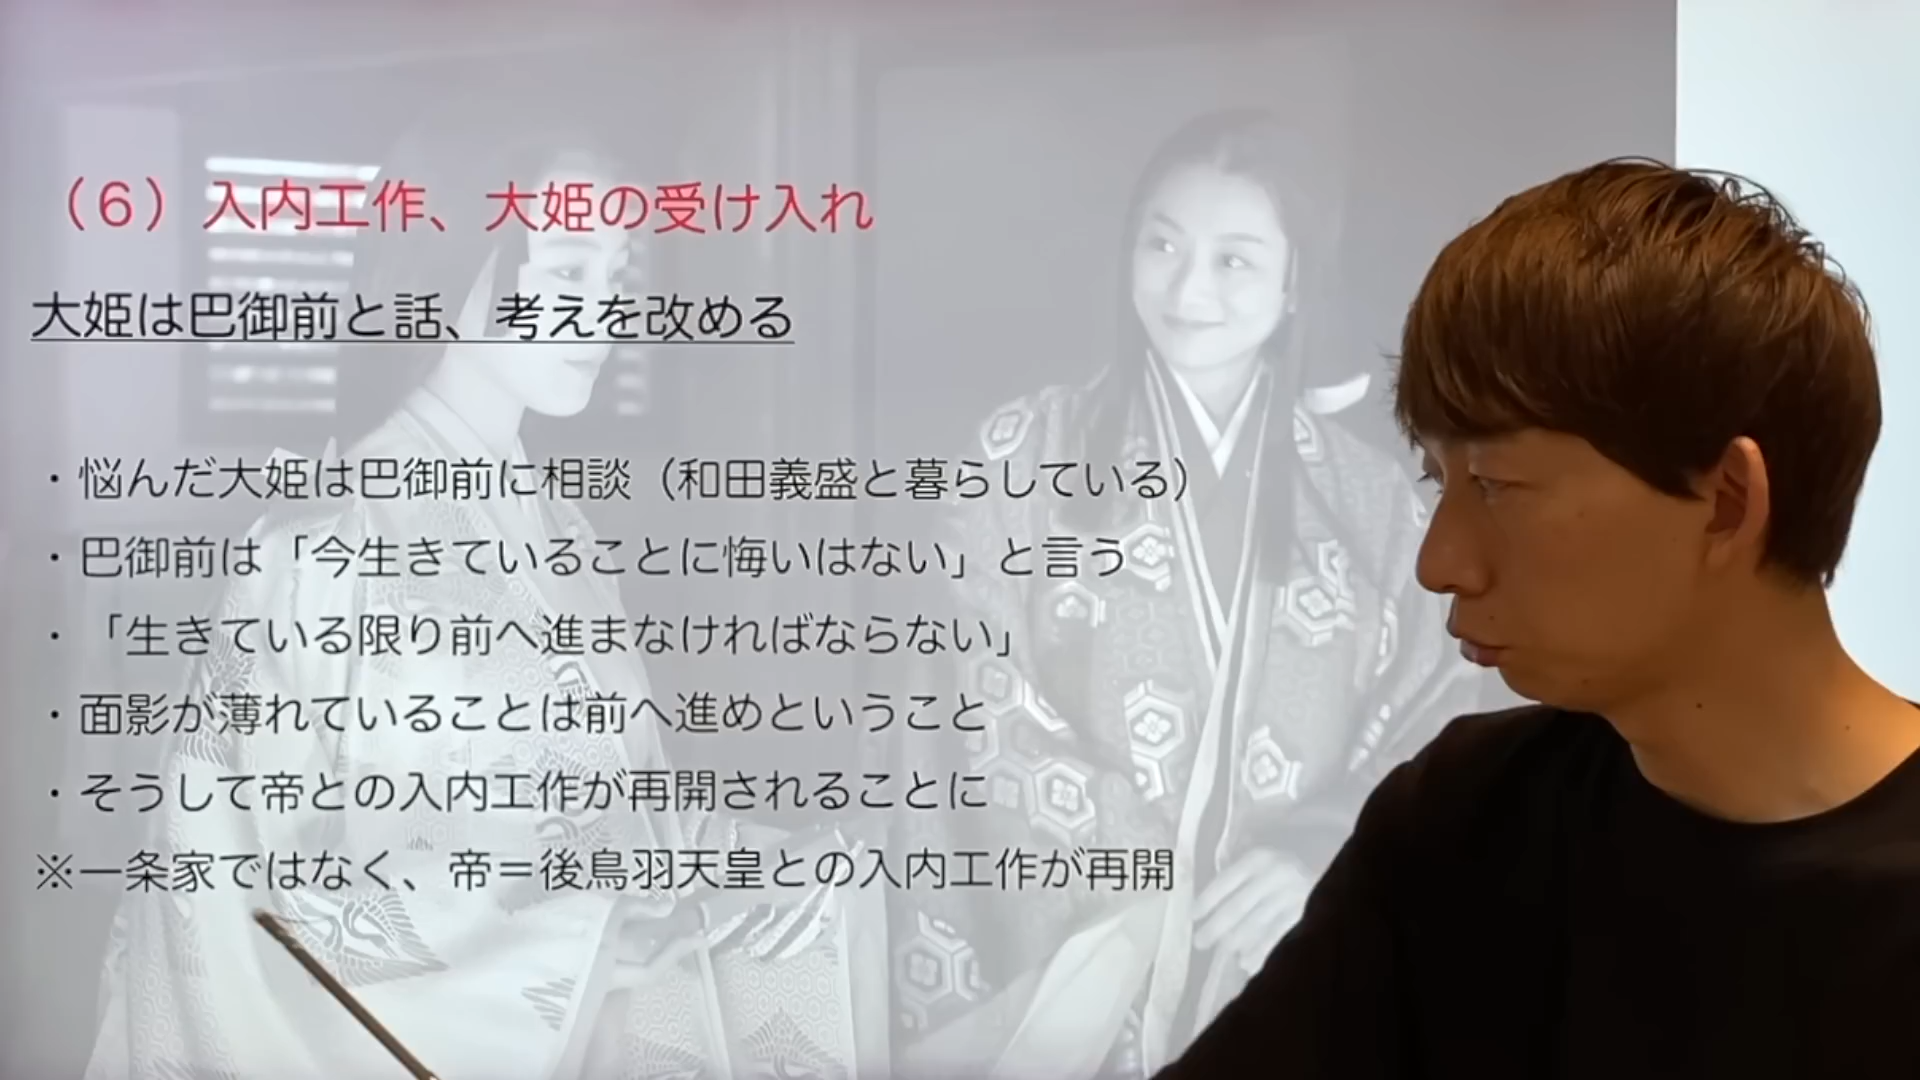 （６）入内工作、大姫の受け入れ
大姫は巴御前と話、考えを改める
・悩んだ大姫は巴御前に相談（和田義盛と暮らしている）
・巴御前は「今生きていることに悔いはない」と言う
・「生きている限り前へ進まなければならない」
・面影が薄れていることは前へ進めということ
・そうして帝との入内工作が再開されることに
※一条家ではなく、帝＝後鳥羽天皇との入内工作が再開